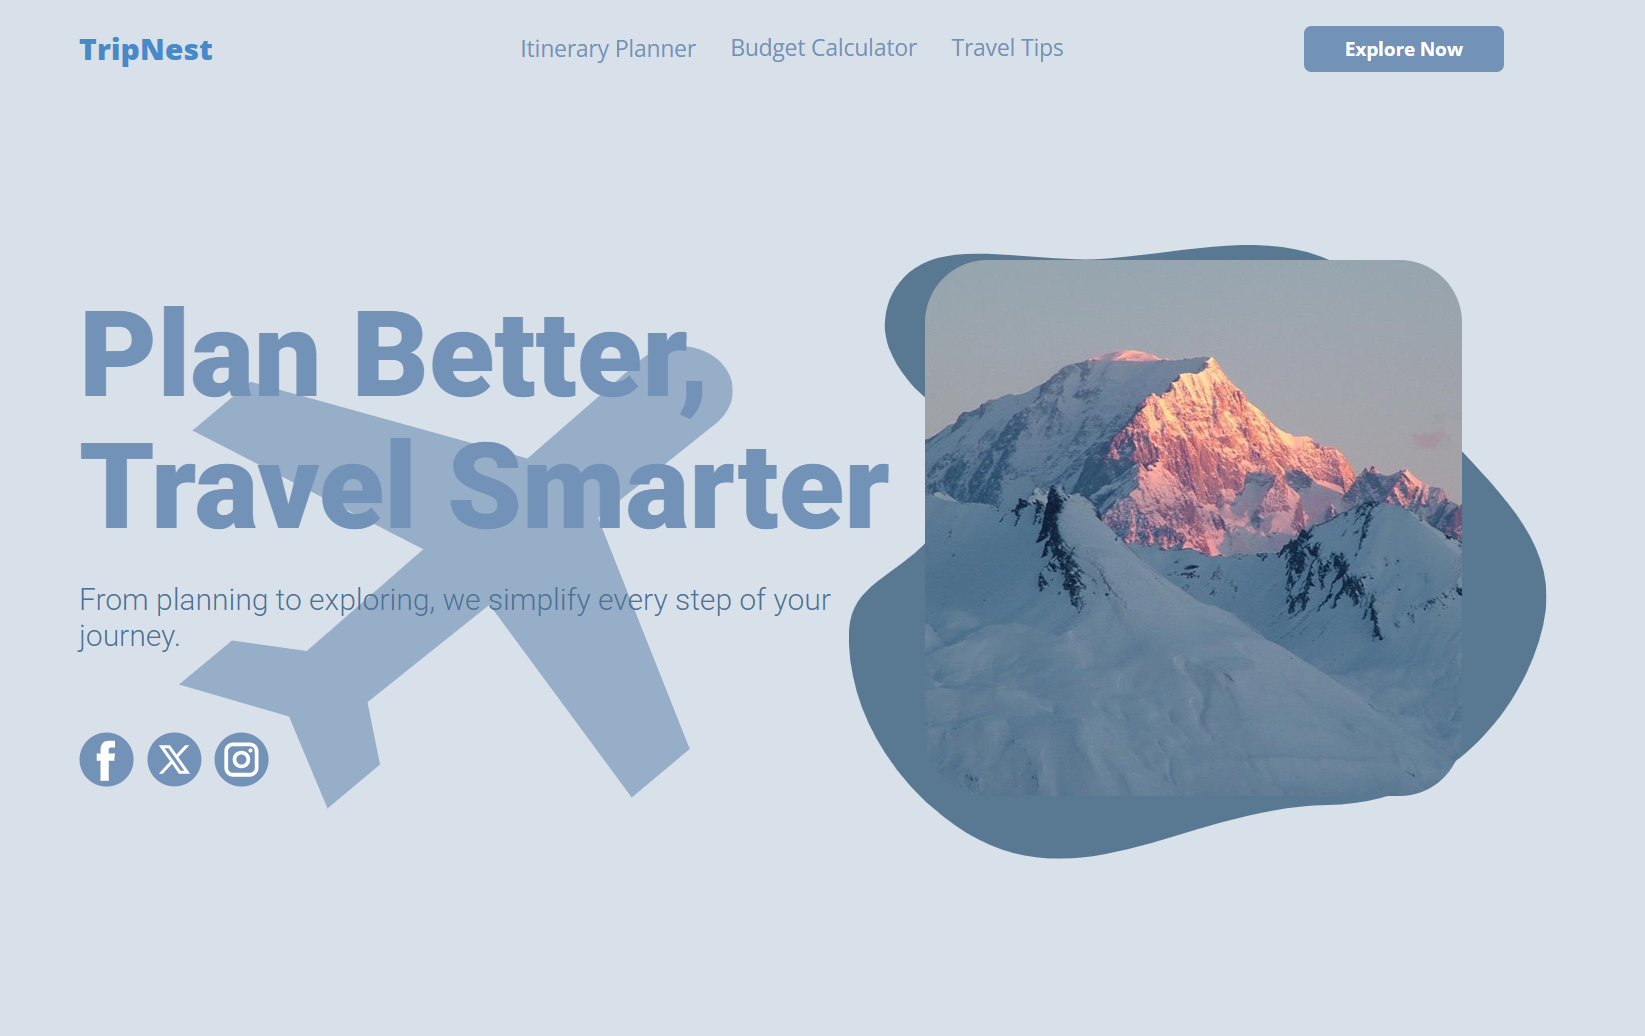 TripNest
Itinerary Planner
Budget Calculator
Travel Tips
Explore Now
Plan Better,
Travel Smarter
From planning to exploring, we simplify every step of your
journey.